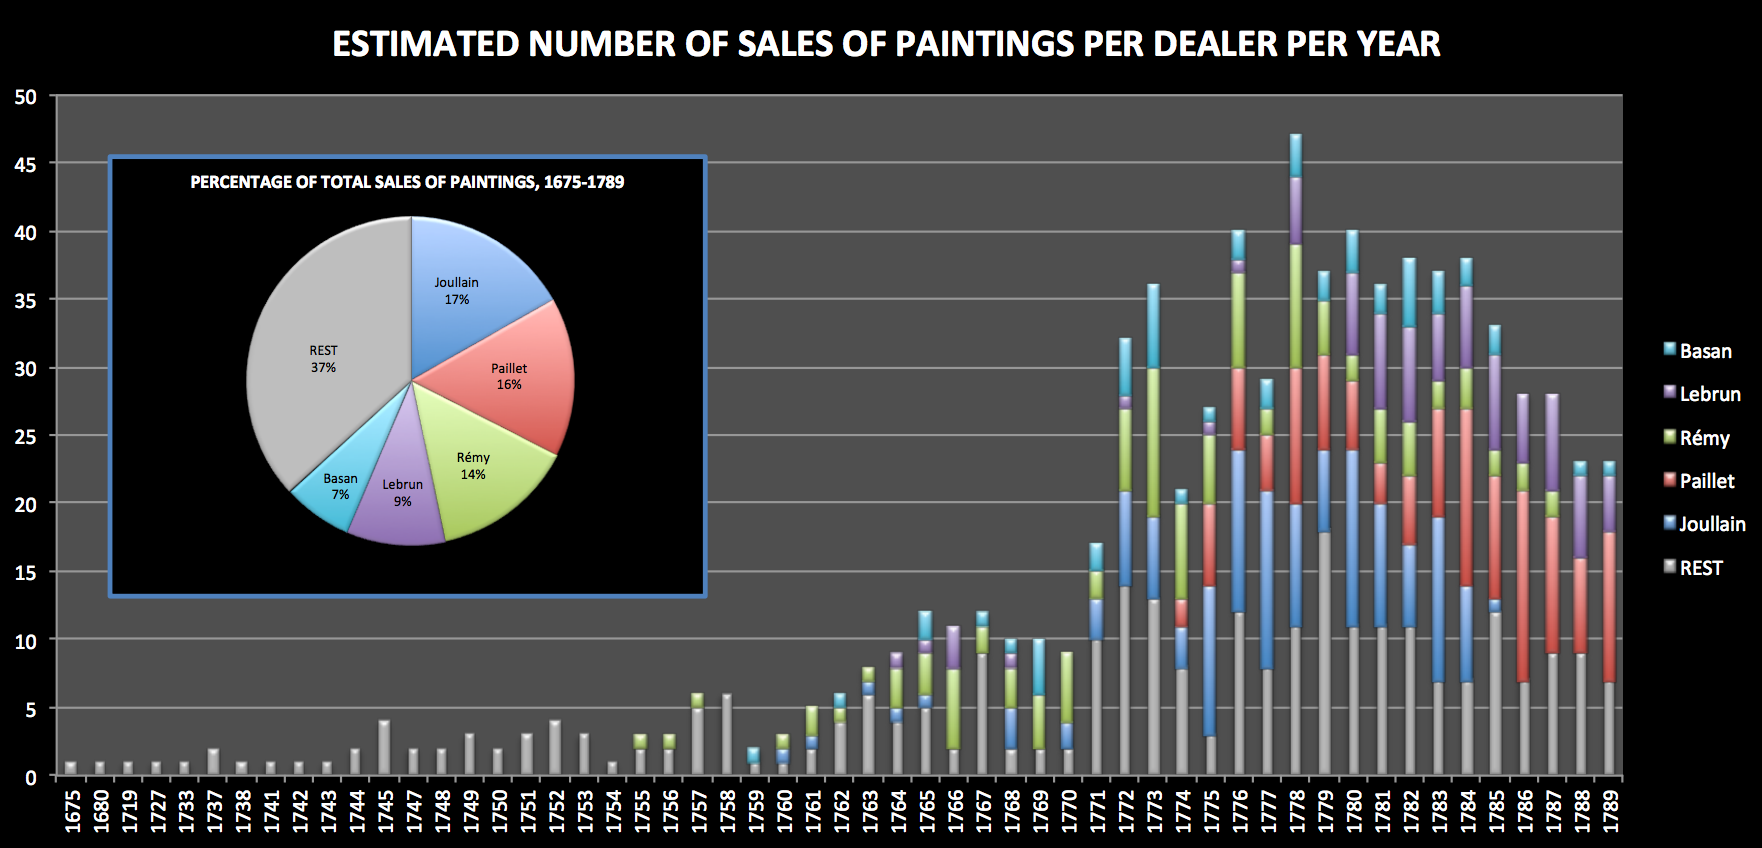 ESTIMATED NUMBER OF SALES OF PAINTINGS PER DEALER PER YEAR
50
45
40
35
30
25
20
15
10
5
0
PERCENTAGE OF TOTAL SALES OF PAINTINGS, 1675-1789
Joullain
17%
Paillet
16%
Rémy
14%
Lebrun
9%
Basan
7%
REST
37%
Basan
Lebrun
Rémy
Paillet
Joullain
REST
1675 1680 1719 1727 1733 1737 1738 1741 1742 1743 1744 1745 1747 1748 1749 1750 1751 1752 1753 1754 1755 1756 1757 1758 1759 1760 1761 1762 1763 1764 1765 1766 1767 1768 1769 1770 1771 1772 1773 1774 1775 1776 1777 1778 1779 1780 1781 1782 1783 1784 1785 1786 1787 1788 1789